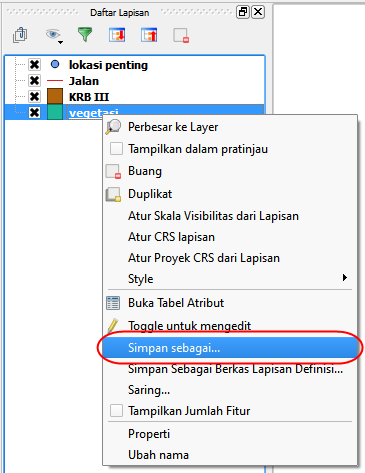 Daftar Lapisan
lokasi penting
Jalan
KRB III
vegetasi
Perbesar ke Layer
Tampilkan dalam pratinjau
Buang
Duplikat
Atur Skala Visibilitas dari Lapisan
Atur CRS lapisan
Atur Proyek CRS dari Lapisan
Style
Buka Tabel Atribut
Toggle untuk mengedit
Simpan sebagai...
Simpan Sebagai Berkas Lapisan Definisi...
Saring...
Tampilkan Jumlah Fitur
Properti
Ubah nama